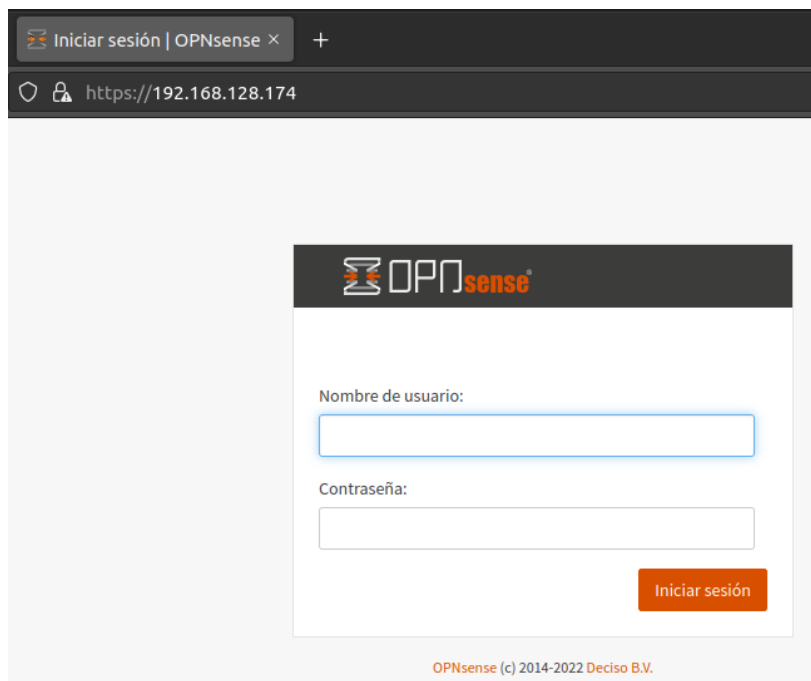 Iniciar sesión | OPNsense ×
+
https://192.168.128.174
OPNsense®
Nombre de usuario:
Contraseña:
Iniciar sesión
OPNsense (c) 2014-2022 Deciso B.V.